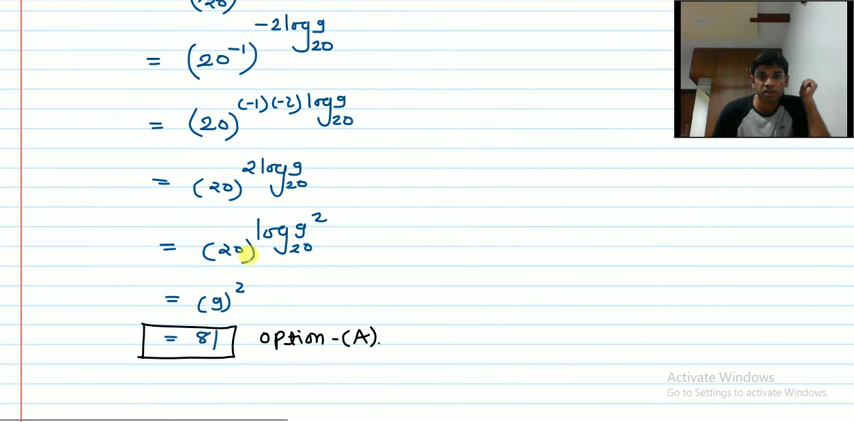 (20)
= (20⁻¹)^(-2 log₂₀ 9)
= (20)^((-1)(-2) log₂₀ 9)
= (20)^(2 log₂₀ 9)
= (20)^(log₂₀ 9²)
= (9)²
= 81 option-(A).
Activate Windows
Go to Settings to activate Windows.